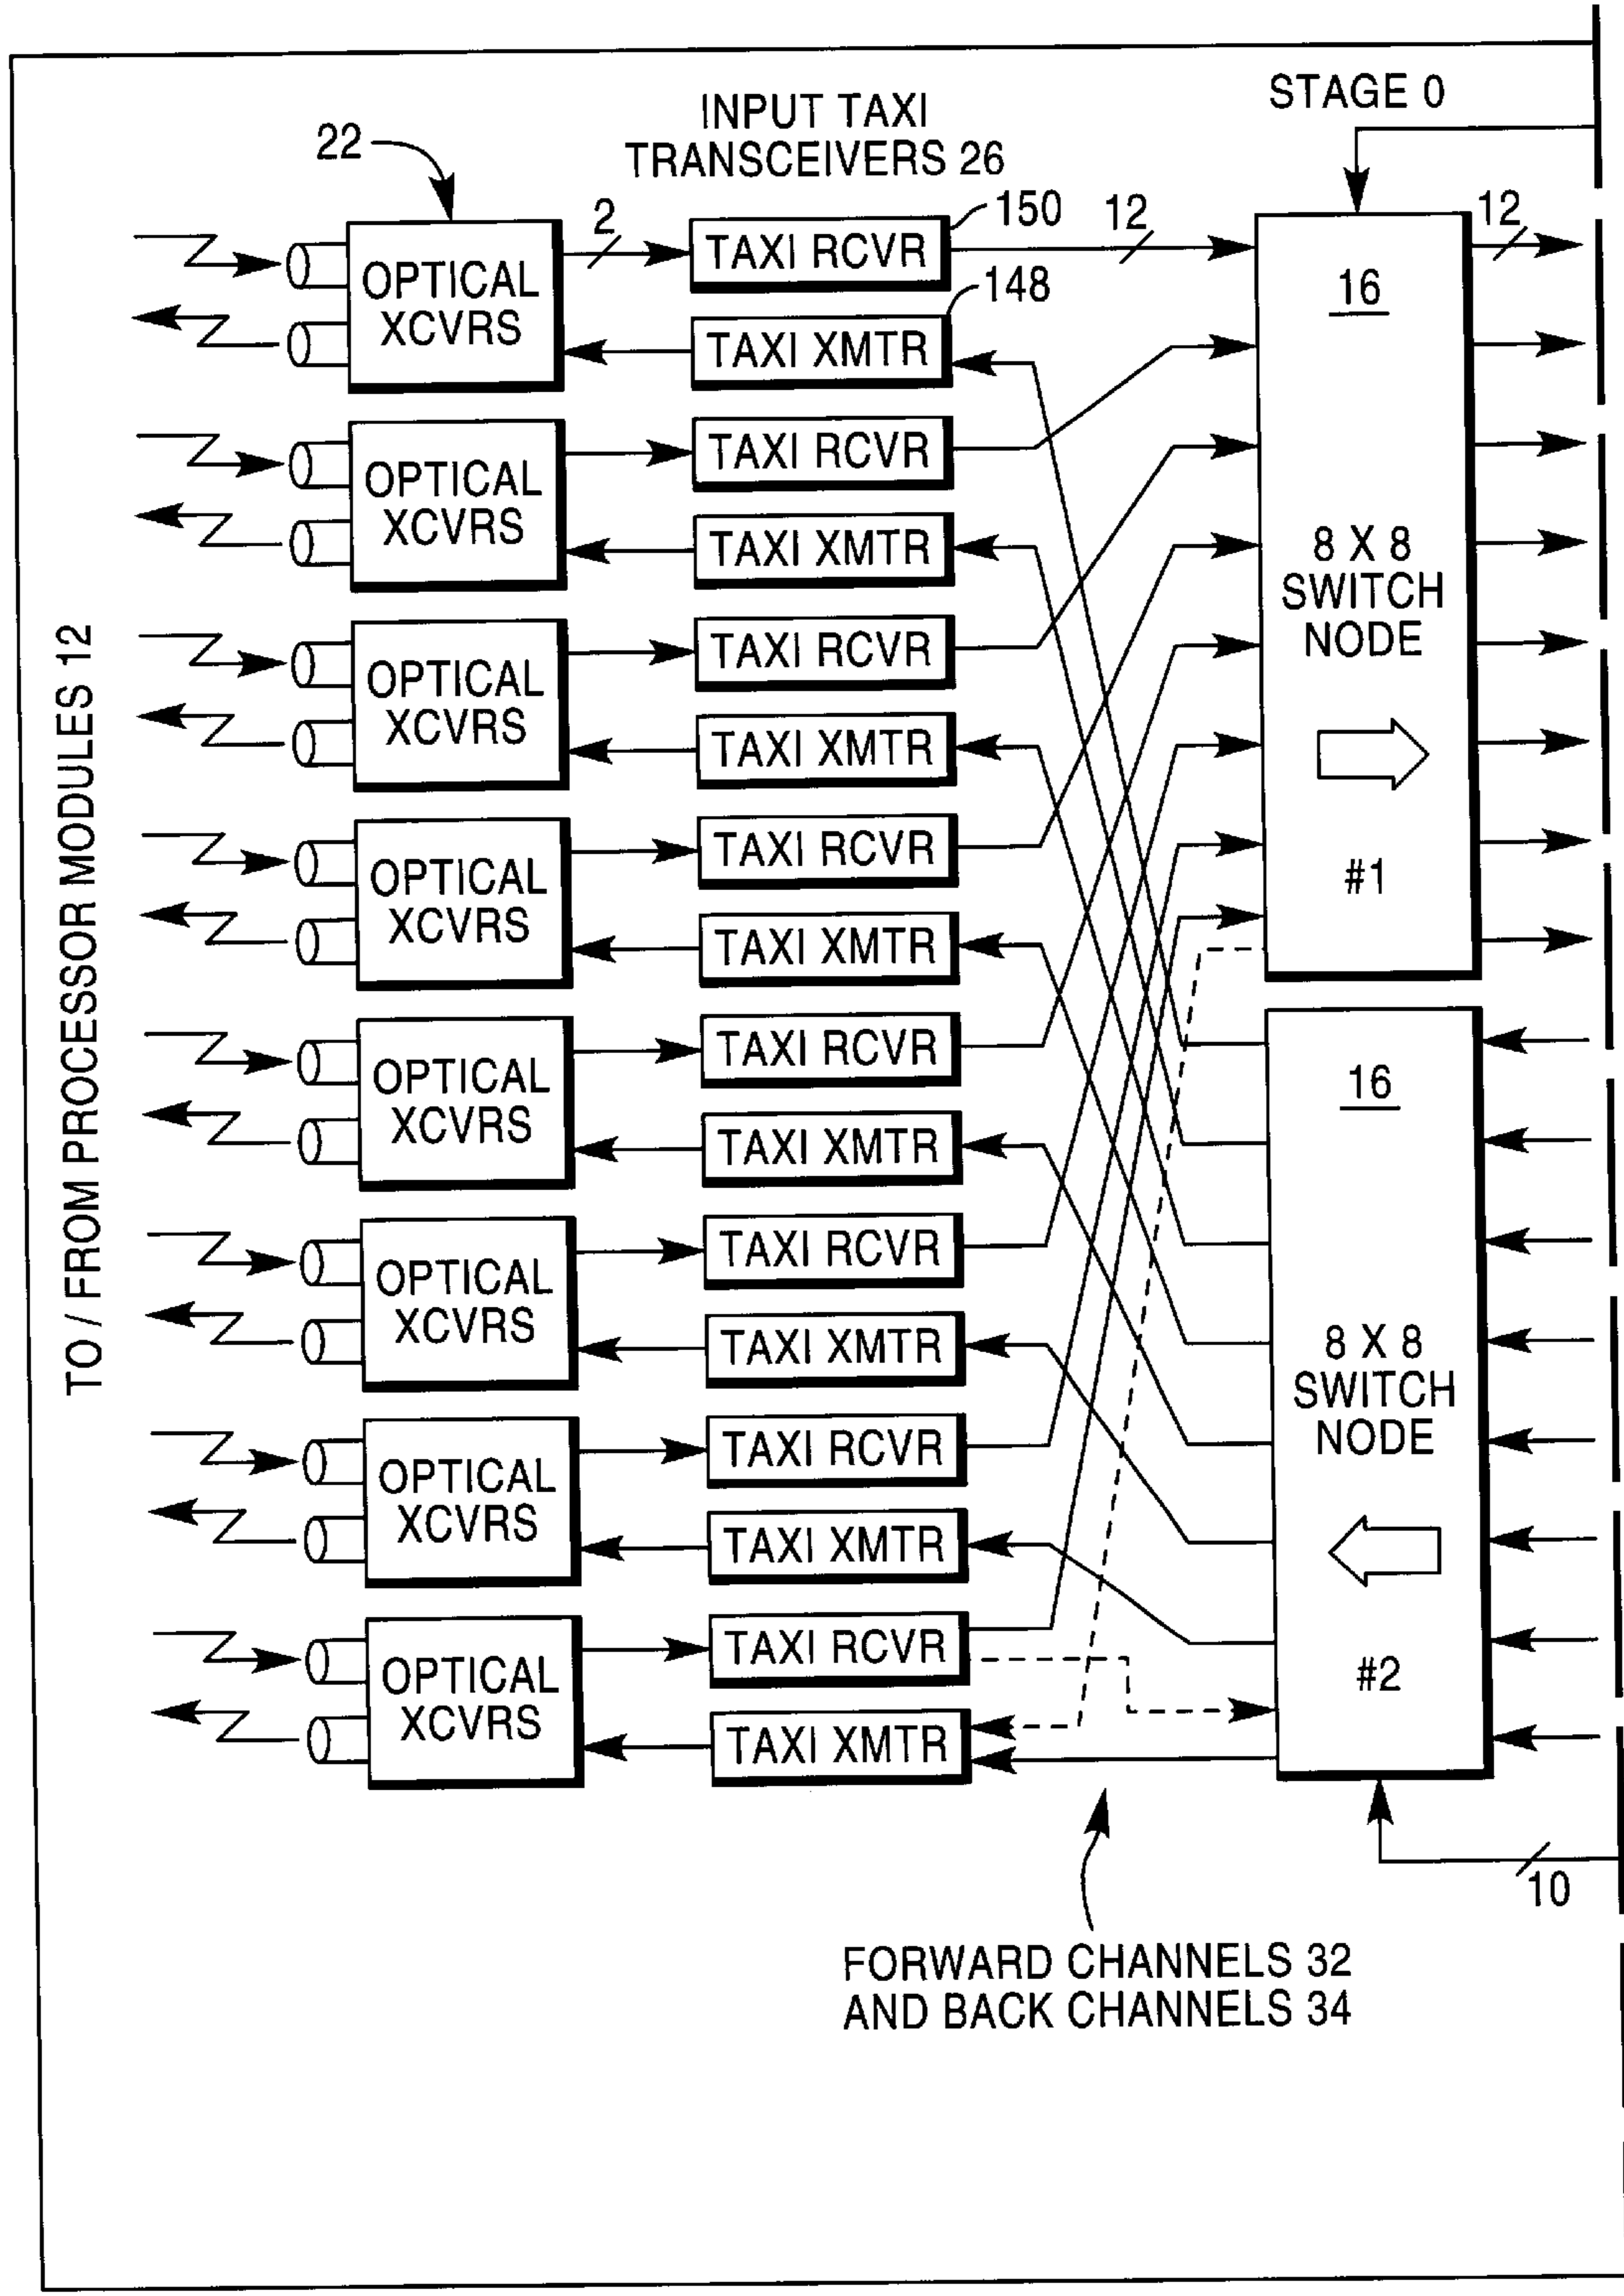 STAGE 0
INPUT TAXI
TRANSCEIVERS 26
22
2
150
12
12
TAXI RCVR
OPTICAL
XCVRS
148
TAXI XMTR
16
TAXI RCVR
OPTICAL
XCVRS
TAXI XMTR
8 X 8
SWITCH
NODE
TAXI RCVR
OPTICAL
XCVRS
TAXI XMTR
TAXI RCVR
OPTICAL
XCVRS
TAXI XMTR
#1
TO / FROM PROCESSOR MODULES 12
TAXI RCVR
OPTICAL
XCVRS
TAXI XMTR
16
TAXI RCVR
OPTICAL
XCVRS
TAXI XMTR
8 X 8
SWITCH
NODE
TAXI RCVR
OPTICAL
XCVRS
TAXI XMTR
TAXI RCVR
OPTICAL
XCVRS
TAXI XMTR
#2
10
FORWARD CHANNELS 32
AND BACK CHANNELS 34